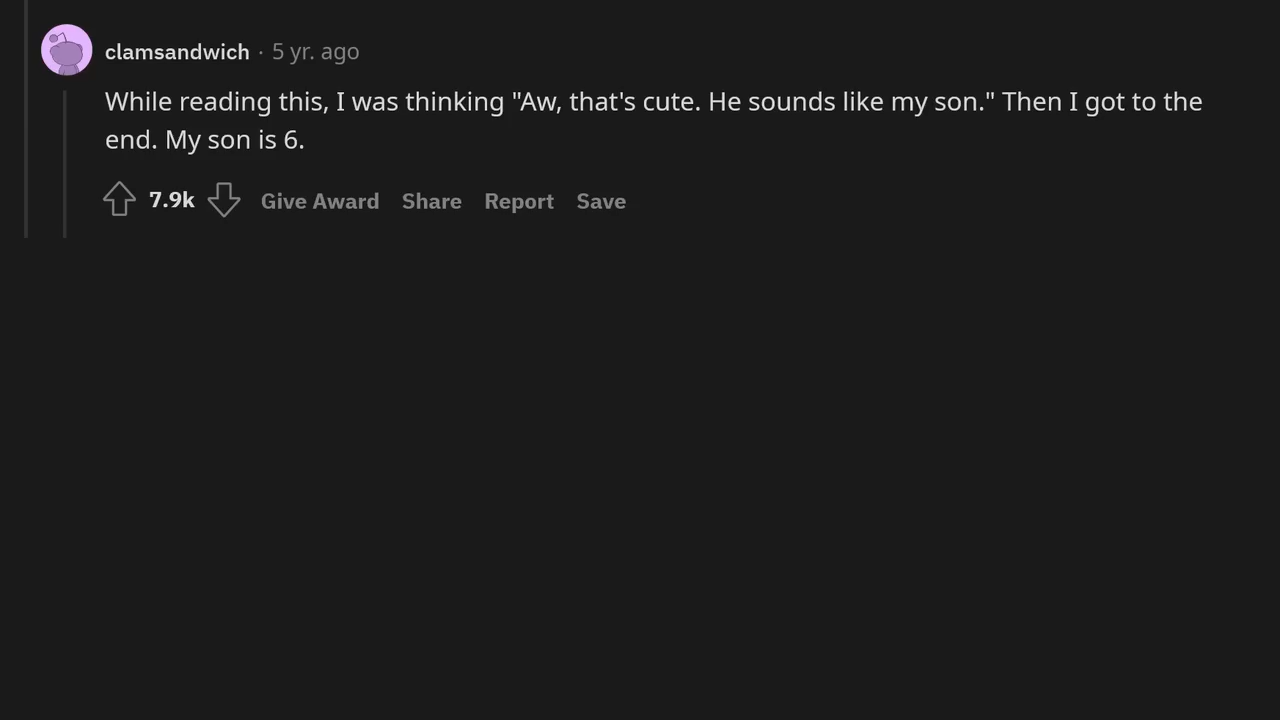 clamsandwich · 5 yr. ago
While reading this, I was thinking "Aw, that's cute. He sounds like my son." Then I got to the
end. My son is 6.
7.9k Give Award Share Report Save